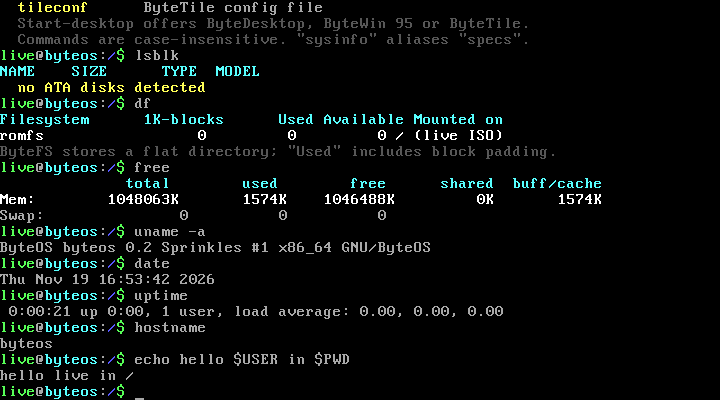 tileconf      ByteTile config file
Start-desktop offers ByteDesktop, ByteWin 95 or ByteTile.
Commands are case-insensitive. "sysinfo" aliases "specs".
live@byteos:/$ lsblk
NAME    SIZE      TYPE  MODEL
no ATA disks detected
live@byteos:/$ df
Filesystem      1K-blocks      Used Available Mounted on
romfs                 0         0         0 / (live ISO)
ByteFS stores a flat directory; "Used" includes block padding.
live@byteos:/$ free
total        used        free      shared  buff/cache
Mem:        1048063K       1574K     1046488K          0K       1574K
Swap:               0          0          0
live@byteos:/$ uname -a
ByteOS byteos 0.2 Sprinkles #1 x86_64 GNU/ByteOS
live@byteos:/$ date
Thu Nov 19 16:53:42 2026
live@byteos:/$ uptime
0:00:21 up 0:00, 1 user, load average: 0.00, 0.00, 0.00
live@byteos:/$ hostname
byteos
live@byteos:/$ echo hello $USER in $PWD
hello live in /
live@byteos:/$ _